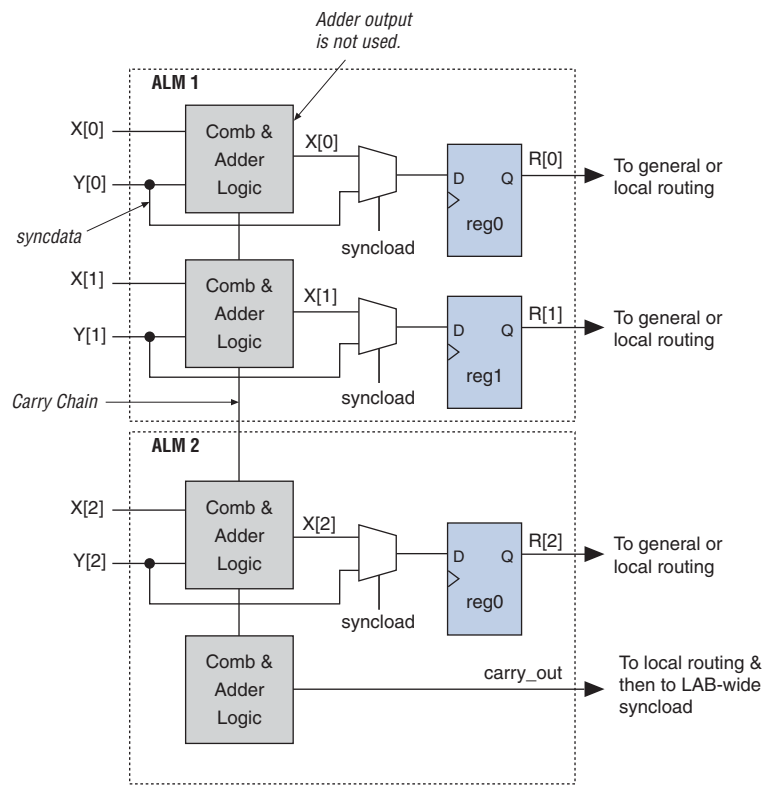 Adder output
is not used.
ALM 1
X[0]
Comb &
Adder
Logic
X[0]
R[0]
Y[0]
D Q
To general or
local routing
syncdata
syncload
reg0
X[1]
Comb &
Adder
Logic
X[1]
R[1]
Y[1]
D Q
To general or
local routing
reg1
syncload
Carry Chain
ALM 2
X[2]
Comb &
Adder
Logic
X[2]
R[2]
Y[2]
D Q
To general or
local routing
reg0
syncload
Comb &
Adder
Logic
carry_out
To local routing &
then to LAB-wide
syncload